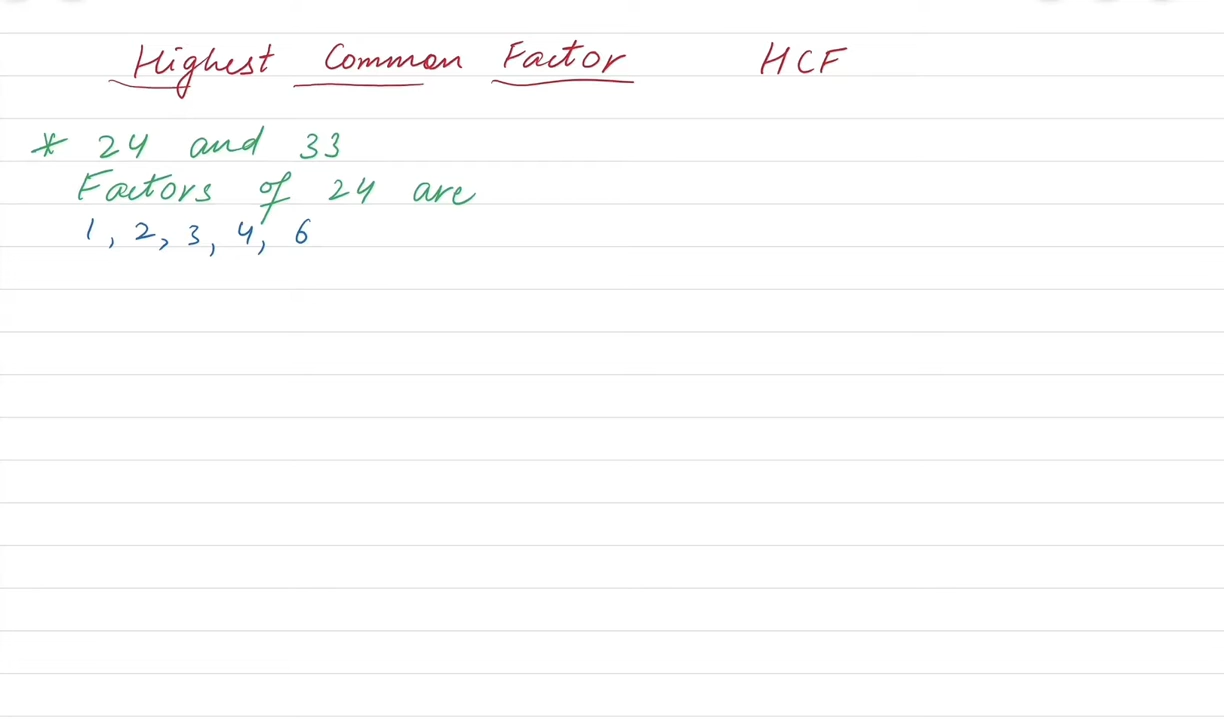 Highest Common Factor HCF
* 24 and 33
Factors of 24 are
1, 2, 3, 4, 6